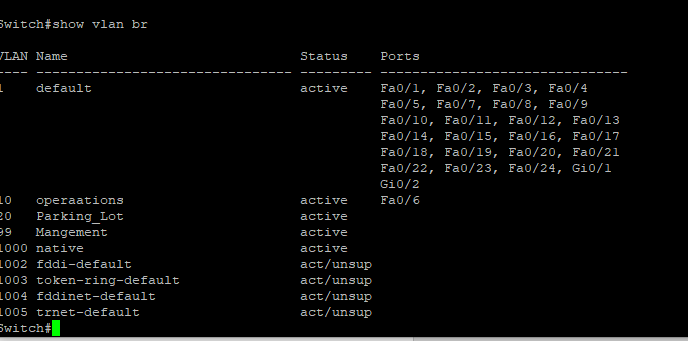 Switch#show vlan br
VLAN Name                             Status    Ports
---- -------------------------------- --------- -------------------------------
1    default                          active    Fa0/1, Fa0/2, Fa0/3, Fa0/4
                                                Fa0/5, Fa0/7, Fa0/8, Fa0/9
                                                Fa0/10, Fa0/11, Fa0/12, Fa0/13
                                                Fa0/14, Fa0/15, Fa0/16, Fa0/17
                                                Fa0/18, Fa0/19, Fa0/20, Fa0/21
                                                Fa0/22, Fa0/23, Fa0/24, Gi0/1
                                                Gi0/2
10   operaations                      active    Fa0/6
20   Parking_Lot                      active
99   Mangement                        active
1000 native                           active
1002 fddi-default                     act/unsup
1003 token-ring-default               act/unsup
1004 fddinet-default                  act/unsup
1005 trnet-default                    act/unsup
Switch#